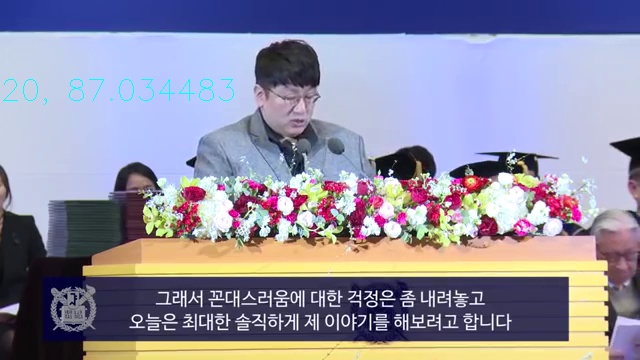 20, 87.034483
그래서 꼰대스러움에 대한 걱정은 좀 내려놓고
오늘은 최대한 솔직하게 제 이야기를 해보려고 합니다